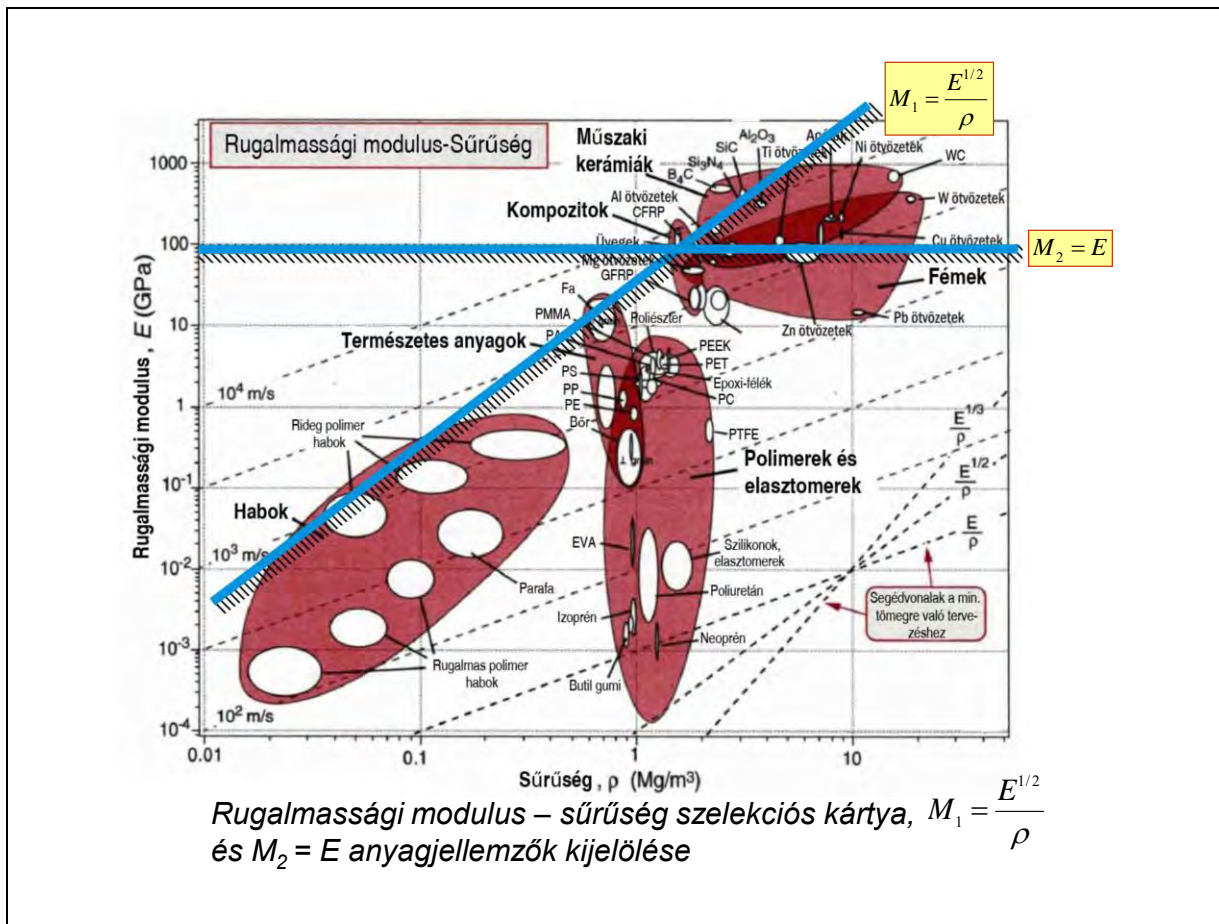 M₁ = E^1/2 / ρ
Rugalmassági modulus-Sűrűség
Műszaki
kerámiák
Al₂O₃
SiC
Ti ötvözetek
Ni ötvözetek
Si₃N₄
B₄C
WC
Al ötvözetek
CFRP
W ötvözetek
Kompozitok
Üvegek
Cu ötvözetek
M₂ = E
Mg ötvözetek
GFRP
Fémek
Fa
PMMA
Poliészter
Zn ötvözetek
Pb ötvözetek
Természetes anyagok
PEEK
PS
PET
PP
Epoxi-félék
PE
PC
Bőr
PTFE
Rideg polimer
habok
Polimerek és
elasztomerek
Habok
EVA
Szilikonok,
elasztomerek
Parafa
Poliuretán
Izoprén
Neoprén
Rugalmas polimer
habok
Butil gumi
10⁴ m/s
10³ m/s
10² m/s
E^1/3 / ρ
E^1/2 / ρ
E / ρ
Segédvonalak a min.
tömegre való terve-
zéshez
Rugalmassági modulus , E (GPa)
1000
100
10
1
10⁻¹
10⁻²
10⁻³
10⁻⁴
0.01 0.1 1 10
Sűrűség , ρ (Mg/m³)
Rugalmassági modulus – sűrűség szelekciós kártya, M₁ = E^1/2 / ρ
és M₂ = E anyagjellemzők kijelölése